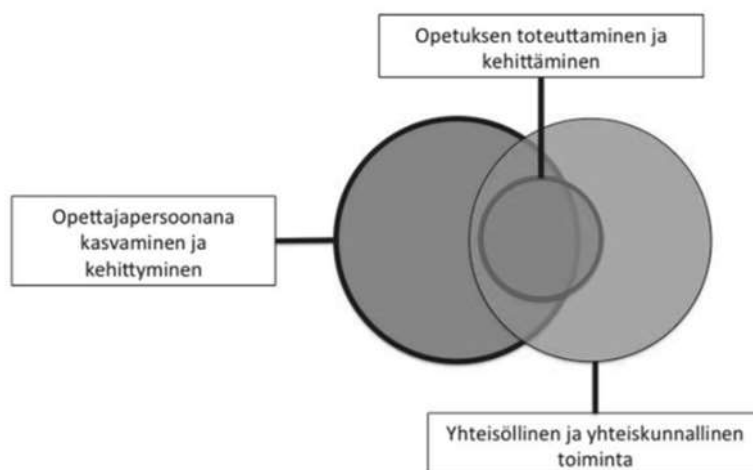 Opetuksen toteuttaminen ja
kehittäminen
Opettajapersoonana
kasvaminen ja
kehittyminen
Yhteisöllinen ja yhteiskunnallinen
toiminta